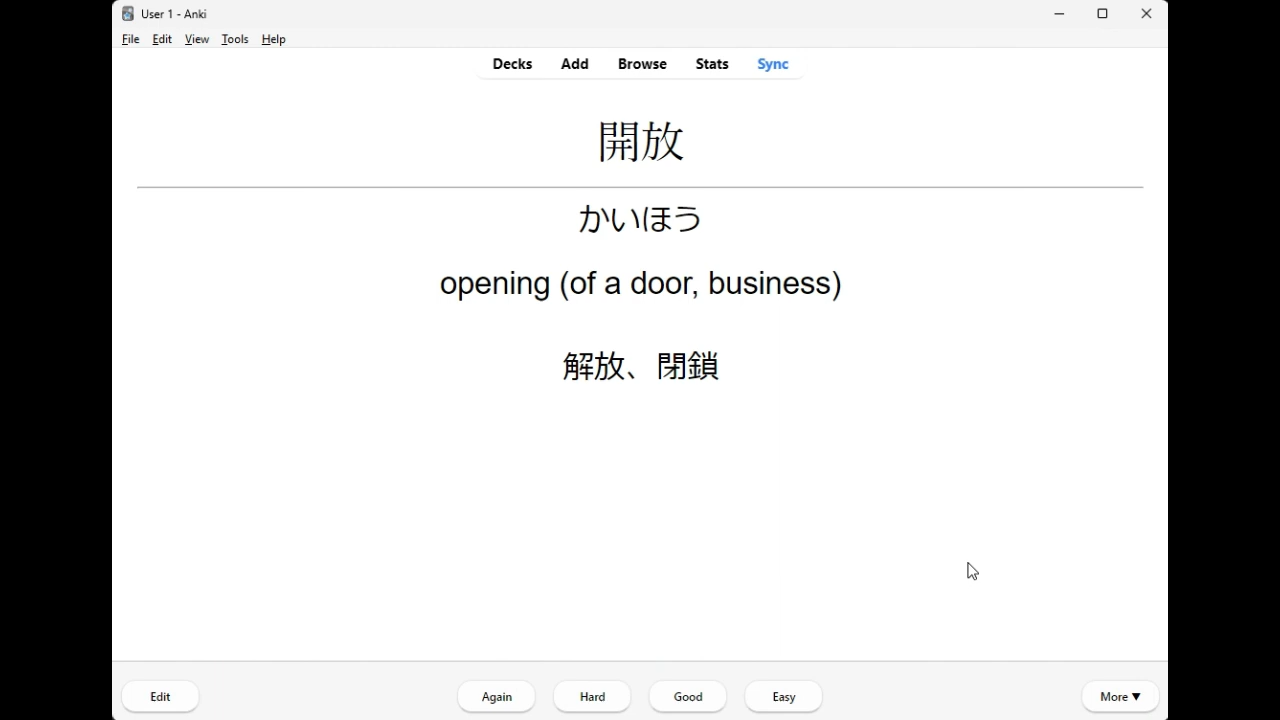 User 1 - Anki
File Edit View Tools Help
Decks Add Browse Stats Sync
開放
かいほう
opening (of a door, business)
解放、閉鎖
Edit Again Hard Good Easy More ▼